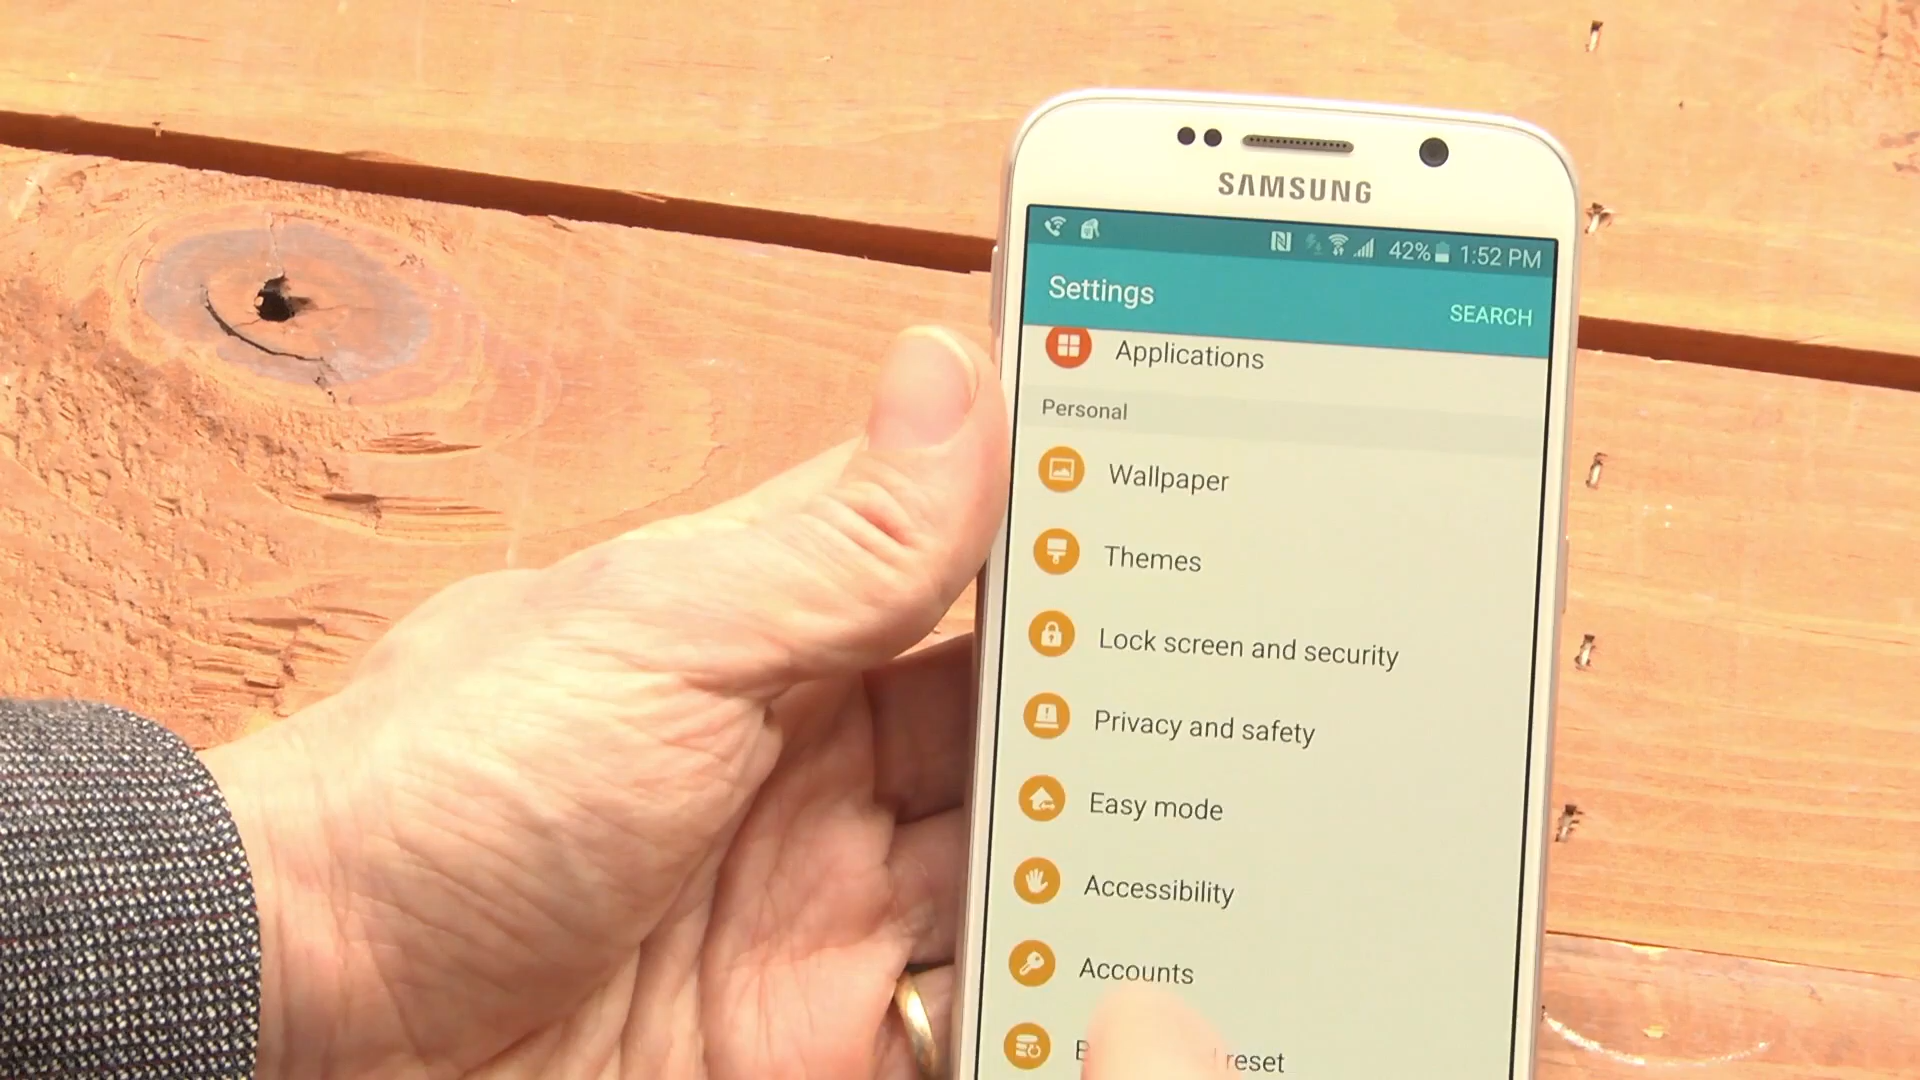 SAMSUNG
42% 1:52 PM
Settings
SEARCH
Applications
Personal
Wallpaper
Themes
Lock screen and security
Privacy and safety
Easy mode
Accessibility
Accounts
reset